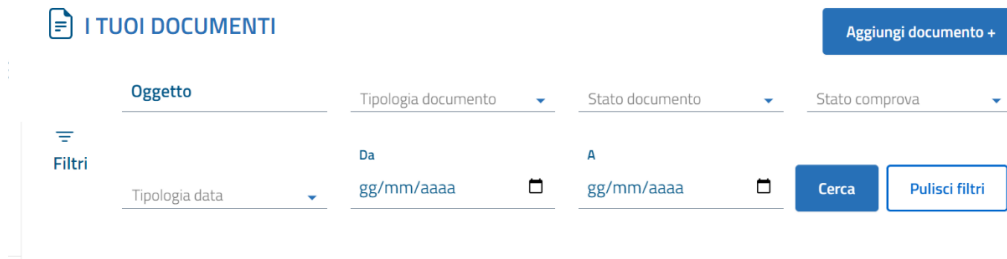 I TUOI DOCUMENTI
Aggiungi documento +
Oggetto
Tipologia documento
Stato documento
Stato comprova
Filtri
Da
A
Tipologia data
gg/mm/aaaa
gg/mm/aaaa
Cerca
Pulisci filtri